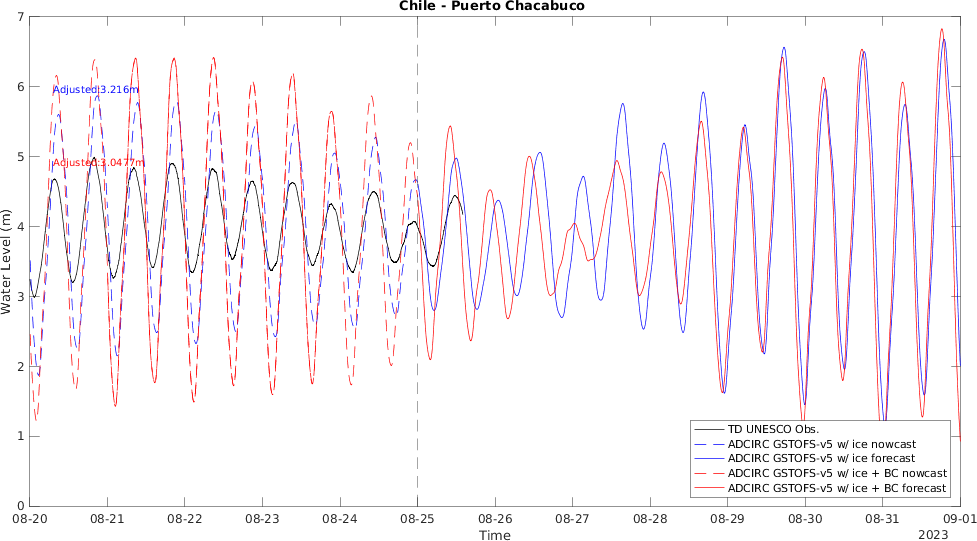 Chile - Puerto Chacabuco
Water Level (m)
7
6
5
4
3
2
1
0
Adjusted:3.216m
Adjusted:3.0477m
TD UNESCO Obs.
ADCIRC GSTOFS-v5 w/ ice nowcast
ADCIRC GSTOFS-v5 w/ ice forecast
ADCIRC GSTOFS-v5 w/ ice + BC nowcast
ADCIRC GSTOFS-v5 w/ ice + BC forecast
08-20 08-21 08-22 08-23 08-24 08-25 08-26 08-27 08-28 08-29 08-30 08-31 09-01
Time
2023